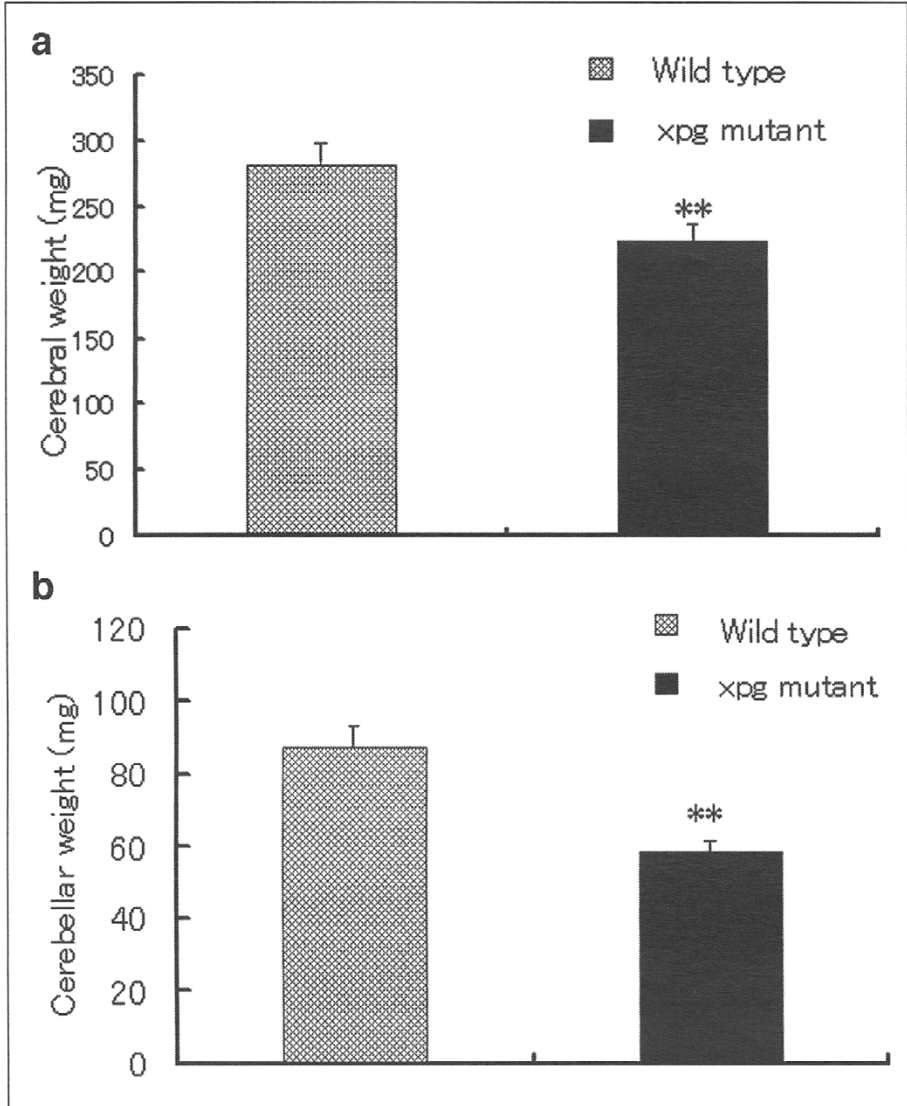 a
350
300
250
200
150
100
50
0
Cerebral weight (mg)
Wild type
xpg mutant
**
b
120
100
80
60
40
20
0
Cerebellar weight (mg)
Wild type
xpg mutant
**